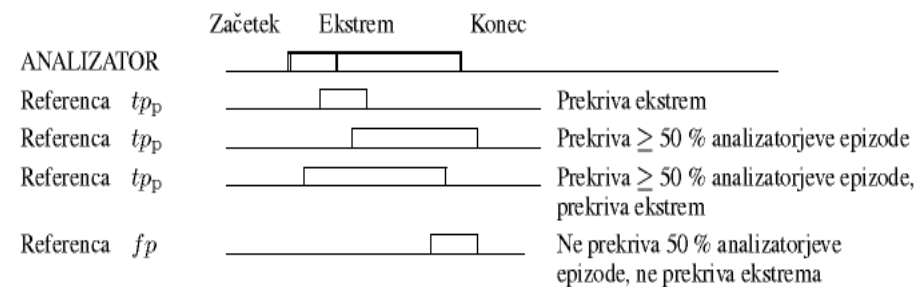 Začetek Ekstrem Konec
ANALIZATOR
Referenca tpp Prekriva ekstrem
Referenca tpp Prekriva ≥ 50 % analizatorjeve epizode
Referenca tpp Prekriva ≥ 50 % analizatorjeve epizode,
prekriva ekstrem
Referenca fp Ne prekriva 50 % analizatorjeve
epizode, ne prekriva ekstrema